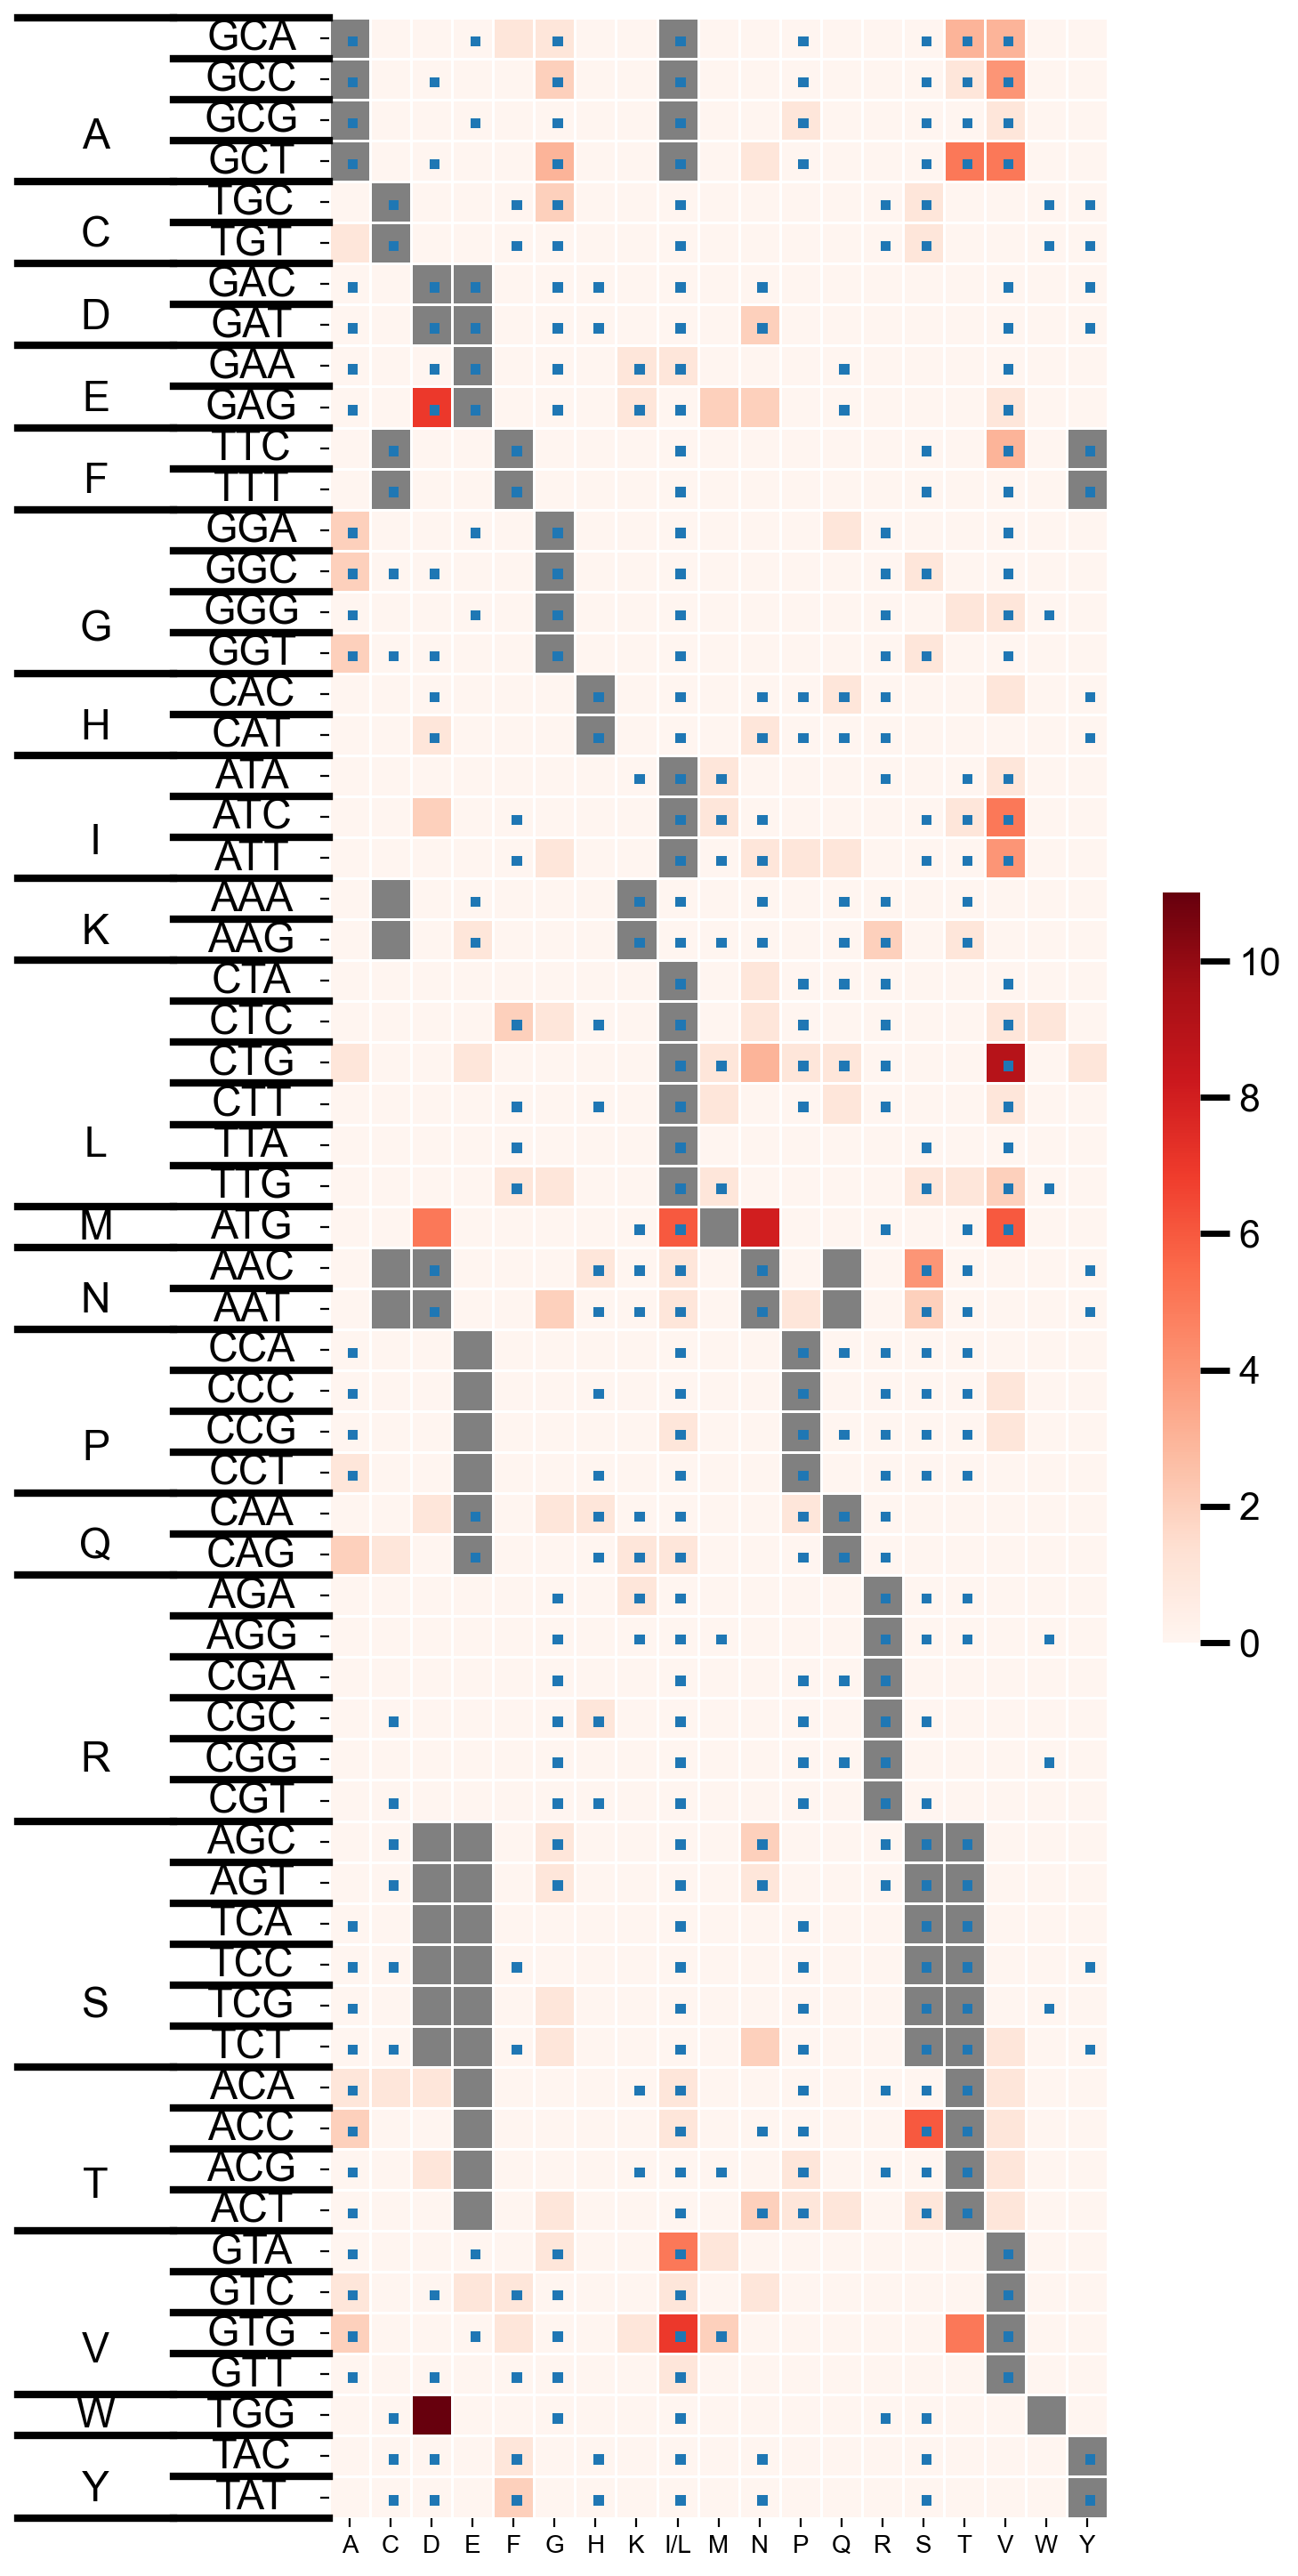 A
GCA
GCC
GCG
GCT
C
TGC
TGT
D
GAC
GAT
E
GAA
GAG
F
TTC
TTT
G
GGA
GGC
GGG
GGT
H
CAC
CAT
I
ATA
ATC
ATT
K
AAA
AAG
L
CTA
CTC
CTG
CTT
TTA
TTG
M
ATG
N
AAC
AAT
P
CCA
CCC
CCG
CCT
Q
CAA
CAG
R
AGA
AGG
CGA
CGC
CGG
CGT
S
AGC
AGT
TCA
TCC
TCG
TCT
T
ACA
ACC
ACG
ACT
V
GTA
GTC
GTG
GTT
W
TGG
Y
TAC
TAT
A C D E F G H K I/L M N P Q R S T V W Y
10
8
6
4
2
0